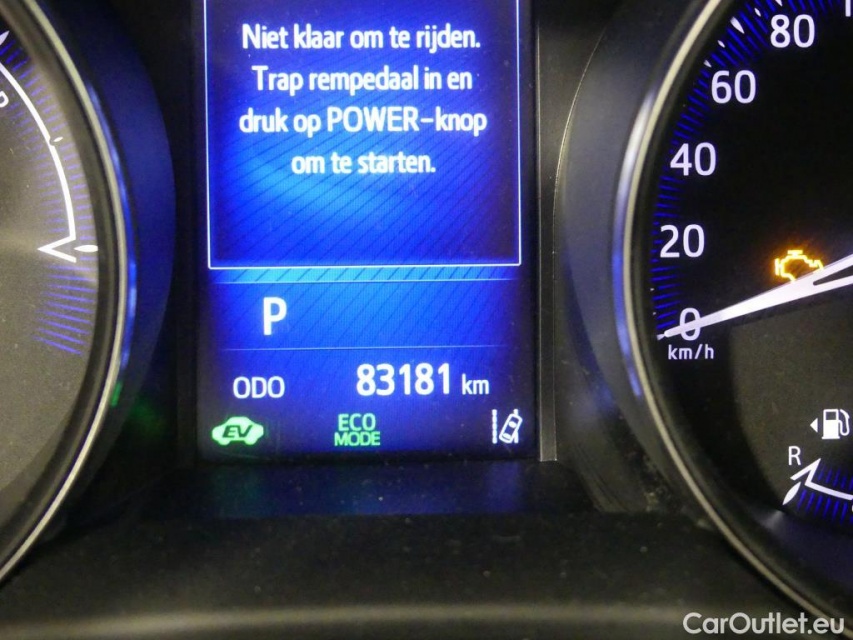 Niet klaar om te rijden.
Trap rempedaal in en
druk op POWER-knop
om te starten.
P
ODO 83181 km
EV
ECO
MODE
80
60
40
20
0
km/h
R
CarOutlet.eu